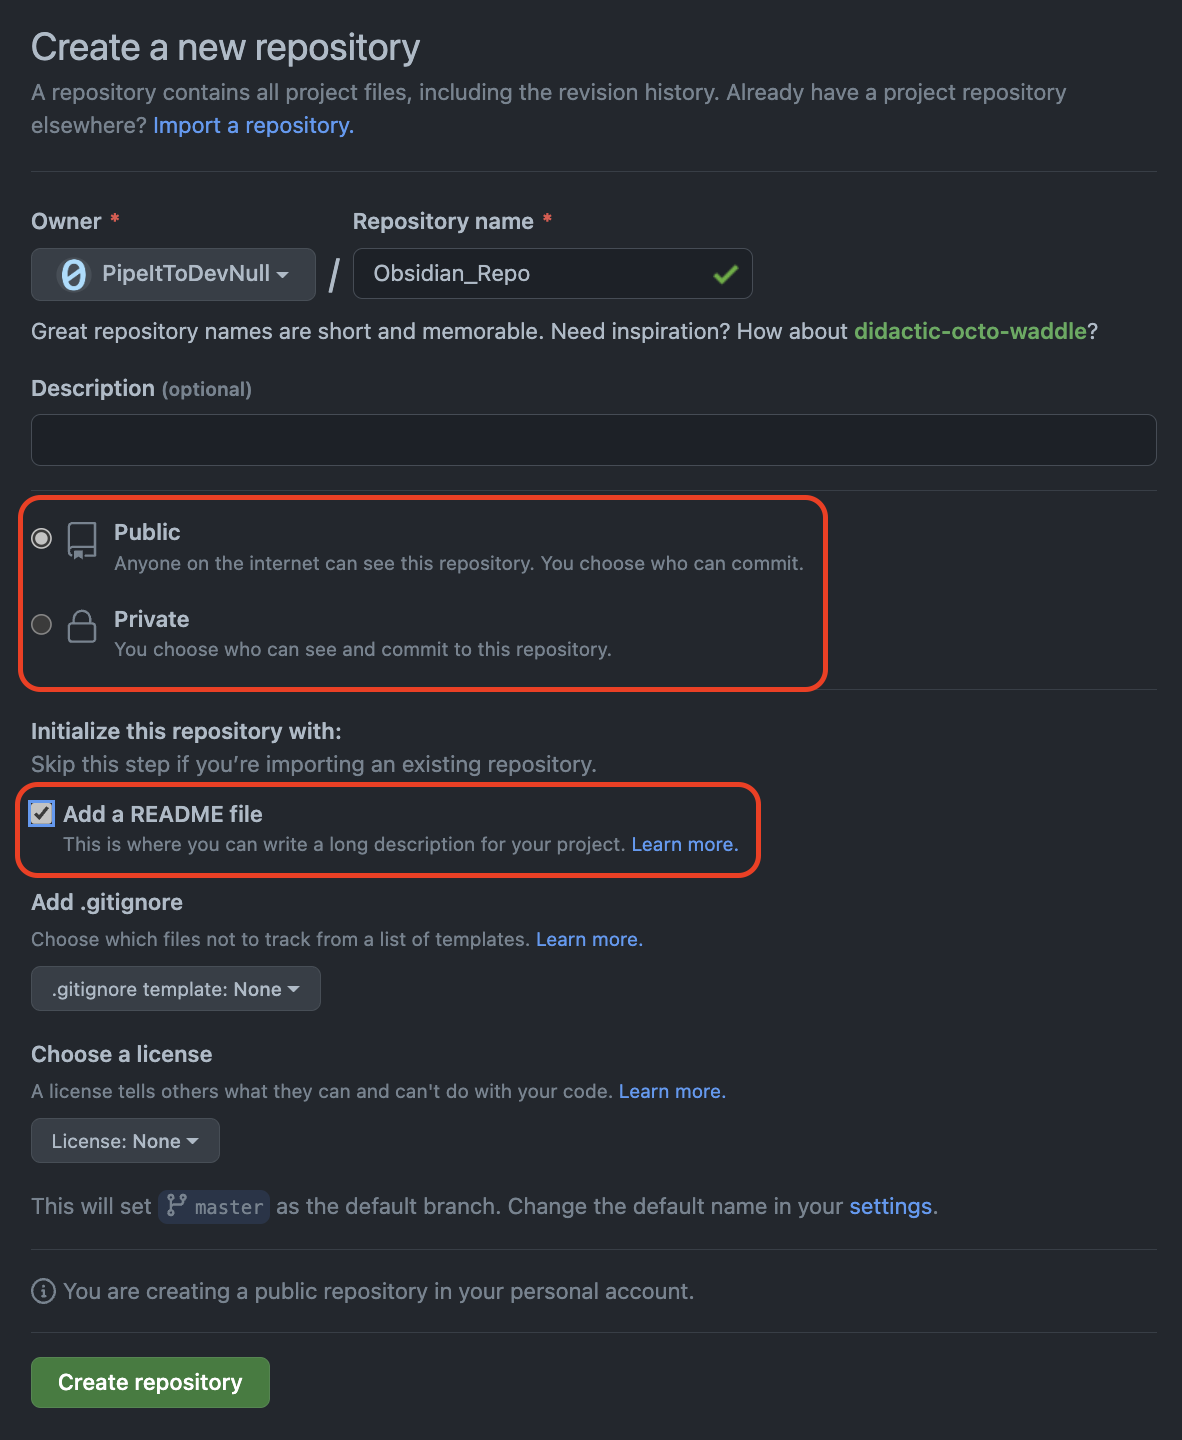 Create a new repository
A repository contains all project files, including the revision history. Already have a project repository
elsewhere? Import a repository.
Owner *
Repository name *
PipeItToDevNull
/
Obsidian_Repo
Great repository names are short and memorable. Need inspiration? How about didactic-octo-waddle?
Description (optional)
Public
Anyone on the internet can see this repository. You choose who can commit.
Private
You choose who can see and commit to this repository.
Initialize this repository with:
Skip this step if you’re importing an existing repository.
Add a README file
This is where you can write a long description for your project. Learn more.
Add .gitignore
Choose which files not to track from a list of templates. Learn more.
.gitignore template: None
Choose a license
A license tells others what they can and can't do with your code. Learn more.
License: None
This will set master as the default branch. Change the default name in your settings.
You are creating a public repository in your personal account.
Create repository